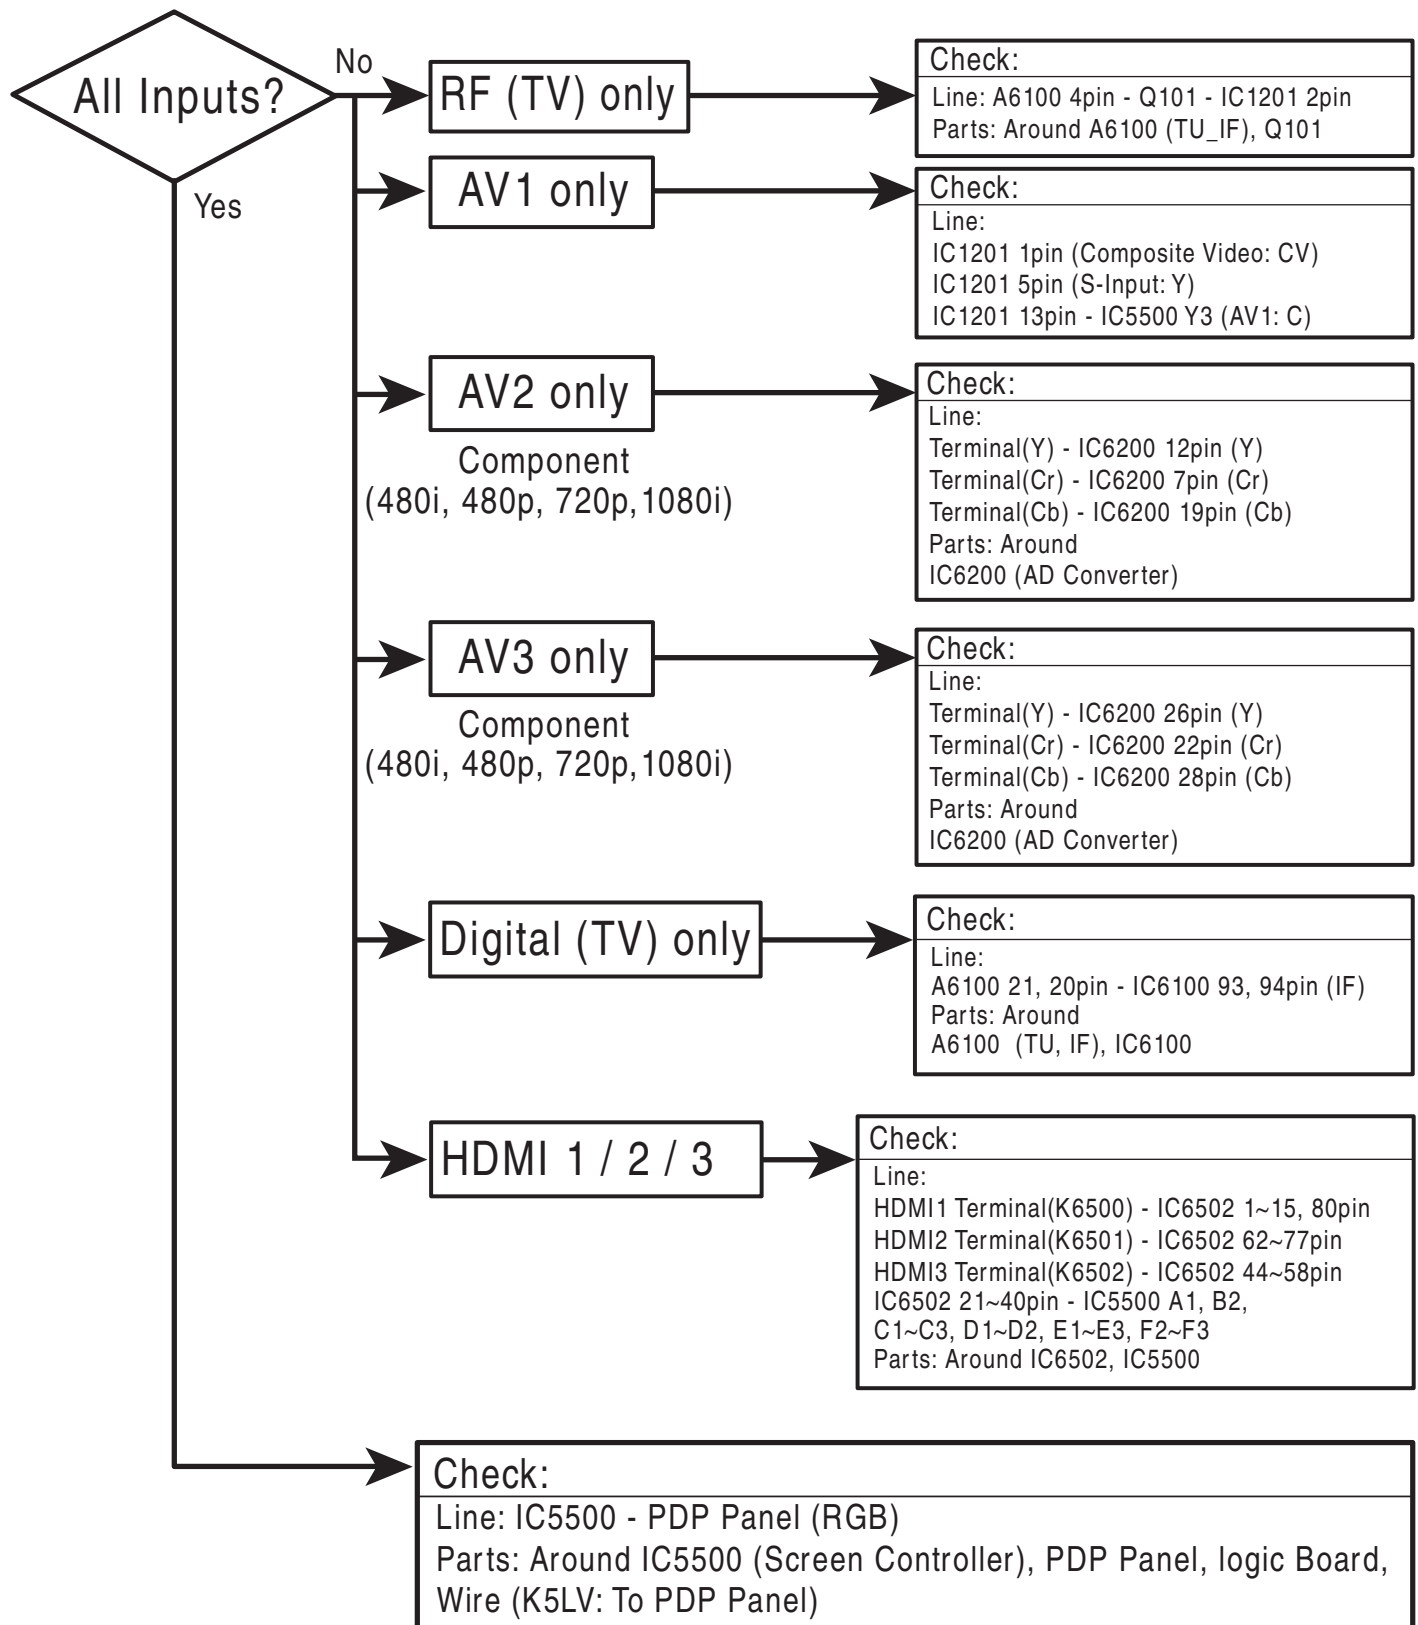 All Inputs?
No
Yes
RF (TV) only
Check:
Line: A6100 4pin - Q101 - IC1201 2pin
Parts: Around A6100 (TU_IF), Q101
AV1 only
Check:
Line:
IC1201 1pin (Composite Video: CV)
IC1201 5pin (S-Input: Y)
IC1201 13pin - IC5500 Y3 (AV1: C)
AV2 only
Component
(480i, 480p, 720p,1080i)
Check:
Line:
Terminal(Y) - IC6200 12pin (Y)
Terminal(Cr) - IC6200 7pin (Cr)
Terminal(Cb) - IC6200 19pin (Cb)
Parts: Around
IC6200 (AD Converter)
AV3 only
Component
(480i, 480p, 720p,1080i)
Check:
Line:
Terminal(Y) - IC6200 26pin (Y)
Terminal(Cr) - IC6200 22pin (Cr)
Terminal(Cb) - IC6200 28pin (Cb)
Parts: Around
IC6200 (AD Converter)
Digital (TV) only
Check:
Line:
A6100 21, 20pin - IC6100 93, 94pin (IF)
Parts: Around
A6100 (TU, IF), IC6100
HDMI 1 / 2 / 3
Check:
Line:
HDMI1 Terminal(K6500) - IC6502 1~15, 80pin
HDMI2 Terminal(K6501) - IC6502 62~77pin
HDMI3 Terminal(K6502) - IC6502 44~58pin
IC6502 21~40pin - IC5500 A1, B2,
C1~C3, D1~D2, E1~E3, F2~F3
Parts: Around IC6502, IC5500
Check:
Line: IC5500 - PDP Panel (RGB)
Parts: Around IC5500 (Screen Controller), PDP Panel, logic Board,
Wire (K5LV: To PDP Panel)